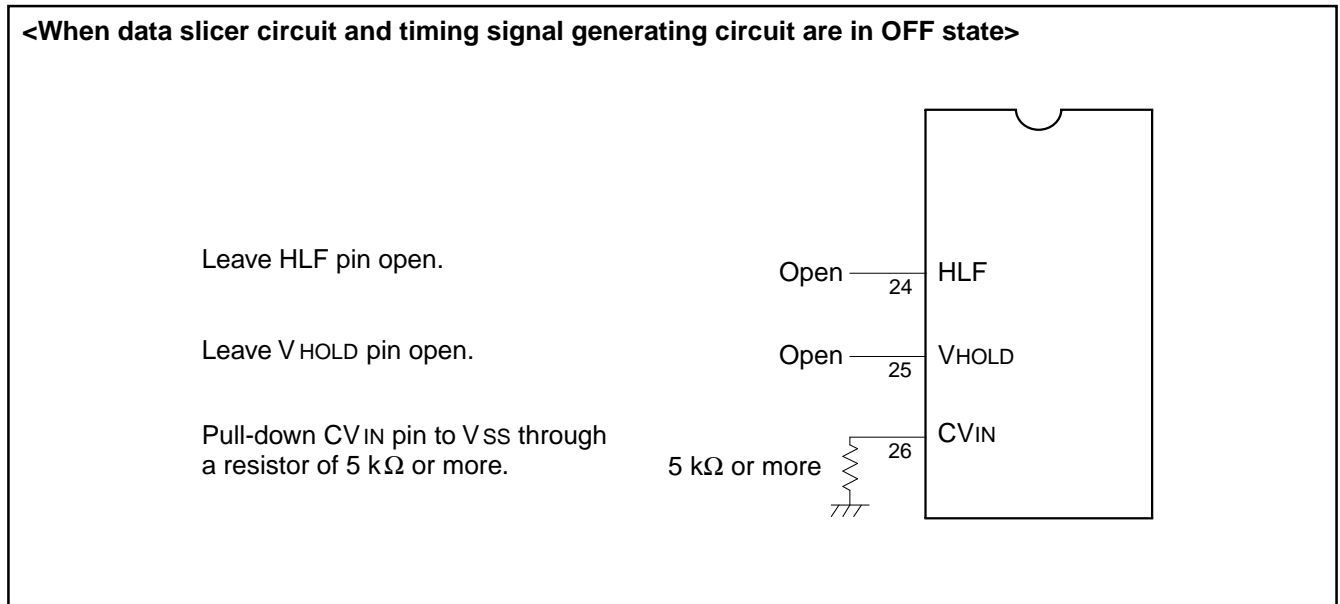 <When data slicer circuit and timing signal generating circuit are in OFF state>
Leave HLF pin open.
Open
24
HLF
Leave VHOLD pin open.
Open
25
VHOLD
Pull-down CVIN pin to VSS through
a resistor of 5 kΩ or more.
5 kΩ or more
26
CVIN